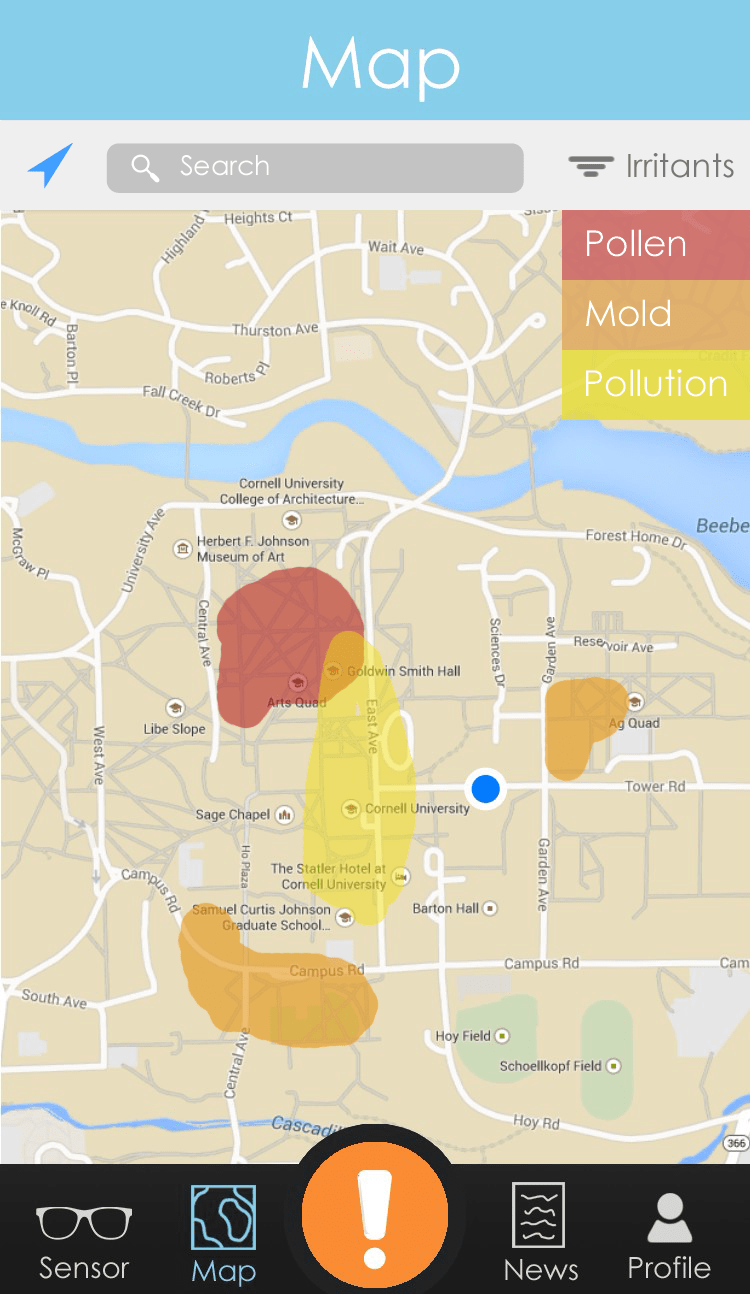 Map
Search
Irritants
Pollen
Mold
Pollution
Heights Ct
Highland
Wait Ave
e Knoll Rd
Barton Pl
Thurston Ave
Roberts Pl
Fall Creek Dr
Cornell University
College of Architecture...
Herbert F. Johnson
Museum of Art
University Ave
McGraw Pl
Beebe
Forest Home Dr
Central Ave
Sciences Dr
Garden Ave
Reservoir Ave
Goldwin Smith Hall
Arts Quad
Libe Slope
East Ave
Ag Quad
West Ave
Tower Rd
Sage Chapel
Cornell University
Ho Plaza
The Statler Hotel at
Cornell University
Garden Ave
Campus Rd
Samuel Curtis Johnson
Graduate School...
Barton Hall
Campus Rd
Campus Rd
Cam
South Ave
Hoy Field
Schoellkopf Field
Central Ave
Cascadil
Hoy Rd
366
Sensor
Map
!
News
Profile